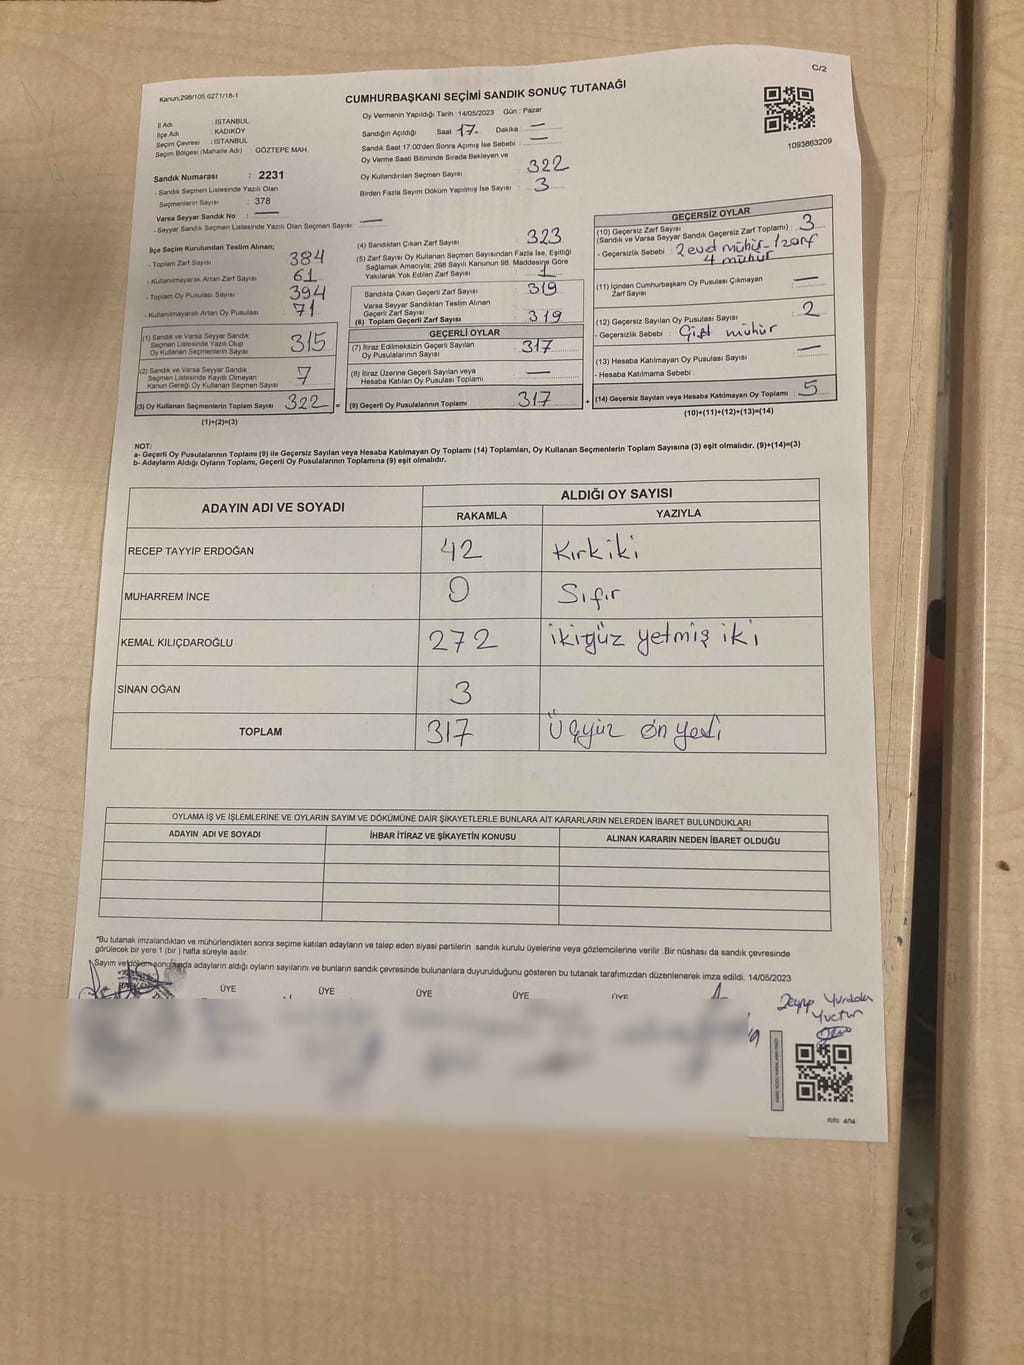 C/2
Kanun:298/105,6271/18-1
CUMHURBAŞKANI SEÇİMİ SANDIK SONUÇ TUTANAĞI
İl Adı : İSTANBUL
İlçe Adı : KADIKÖY
Seçim Çevresi : İSTANBUL
Seçim Bölgesi (Mahalle Adı) : GÖZTEPE MAH.
Sandık Numarası : 2231
- Sandık Seçmen Listesinde Yazılı Olan
Seçmenlerin Sayısı : 378
Varsa Seyyar Sandık No : —
- Seyyar Sandık Seçmen Listesinde Yazılı Olan Seçmen Sayısı : —
Oy Vermenin Yapıldığı Tarih : 14/05/2023 Gün : Pazar
Sandığın Açıldığı Saat 17. Dakika : —
Sandık Saat 17:00'den Sonra Açımış İse Sebebi : —
Oy Verme Saati Bitiminde Sırada Bekleyen ve
Oy Kullandırılan Seçmen Sayısı : 322
Birden Fazla Sayım Döküm Yapılmış İse Sayısı : 3
1093863209
İlçe Seçim Kurulundan Teslim Alınan;
- Toplam Zarf Sayısı : 384
- Kullanılmayarak Artan Zarf Sayısı : 61
- Toplam Oy Pusulası Sayısı : 394
- Kullanılmayarak Artan Oy Pusulası : 71
(1) Sandık ve Varsa Seyyar Sandık
Seçmen Listesinde Yazılı Olup
Oy Kullanan Seçmenlerin Sayısı : 315
(2) Sandık ve Varsa Seyyar Sandık
Seçmen Listesinde Kayıtlı Olmayan
Kanun Gereği Oy Kullanan Seçmen Sayısı : 7
(3) Oy Kullanan Seçmenlerin Toplam Sayısı : 322 =
(1)+(2)=(3)
(4) Sandıktan Çıkan Zarf Sayısı : 323
(5) Zarf Sayısı Oy Kullanan Seçmen Sayısından Fazla İse, Eşitliği
Sağlamak Amacıyla; 298 Sayılı Kanunun 98. Maddesine Göre
Yakılarak Yok Edilen Zarf Sayısı : 1
Sandıkta Çıkan Geçerli Zarf Sayısı : 319
Varsa Seyyar Sandıktan Teslim Alınan
Geçerli Zarf Sayısı
(6) Toplam Geçerli Zarf Sayısı : 319
GEÇERLİ OYLAR
(7) İtiraz Edilmeksizin Geçerli Sayılan
Oy Pusulalarının Sayısı : 317
(8) İtiraz Üzerine Geçerli Sayılan veya
Hesaba Katılan Oy Pusulası Toplamı : —
(9) Geçerli Oy Pusulalarının Toplamı : 317 +
GEÇERSİZ OYLAR
(10) Geçersiz Zarf Sayısı
(Sandık ve Varsa Seyyar Sandık Geçersiz Zarf Toplamı) : 3
- Geçersizlik Sebebi : 2 evd mühür - 1 zarf
4 mühür
(11) İçinden Cumhurbaşkanı Oy Pusulası Çıkmayan
Zarf Sayısı : —
(12) Geçersiz Sayılan Oy Pusulası Sayısı : 2
- Geçersizlik Sebebi : Çift mühür
(13) Hesaba Katılmayan Oy Pusulası Sayısı : —
- Hesaba Katılmama Sebebi :
(14) Geçersiz Sayılan veya Hesaba Katılmayan Oy Toplamı : 5
(10)+(11)+(12)+(13)=(14)
NOT:
a- Geçerli Oy Pusulalarının Toplamı (9) ile Geçersiz Sayılan veya Hesaba Katılmayan Oy Toplamı (14) Toplamları, Oy Kullanan Seçmenlerin Toplam Sayısına (3) eşit olmalıdır. (9)+(14)=(3)
b- Adayların Aldığı Oyların Toplamı, Geçerli Oy Pusulalarının Toplamına (9) eşit olmalıdır.
ADAYIN ADI VE SOYADI ALDIĞI OY SAYISI
RAKAMLA YAZIYLA
RECEP TAYYİP ERDOĞAN 42 Kırkiki
MUHARREM İNCE 0 Sıfır
KEMAL KILIÇDAROĞLU 272 ikiyüz yetmiş iki
SİNAN OĞAN 3
TOPLAM 317 Üçyüz on yedi
OYLAMA İŞ VE İŞLEMLERİNE VE OYLARIN SAYIM VE DÖKÜMÜNE DAİR ŞİKAYETLERLE BUNLARA AİT KARARLARIN NELERDEN İBARET BULUNDUKLARI
ADAYIN ADI VE SOYADI İHBAR İTİRAZ VE ŞİKAYETİN KONUSU ALINAN KARARIN NEDEN İBARET OLDUĞU
*Bu tutanak imzalandıktan ve mühürlendikten sonra seçime katılan adayların ve talep eden siyasi partilerin sandık kurulu üyelerine veya gözlemcilerine verilir .Bir nüshası da sandık çevresinde
görülecek bir yere 1 (bir ) hafta süreyle asılır.
Sayım ve döküm sonucunda adayların aldığı oyların sayılarını ve bunların sandık çevresinde bulunanlara duyurulduğunu gösteren bu tutanak tarafımızdan düzenlenerek imza edildi. 14/05/2023
ÜYE ÜYE ÜYE ÜYE ÜYE